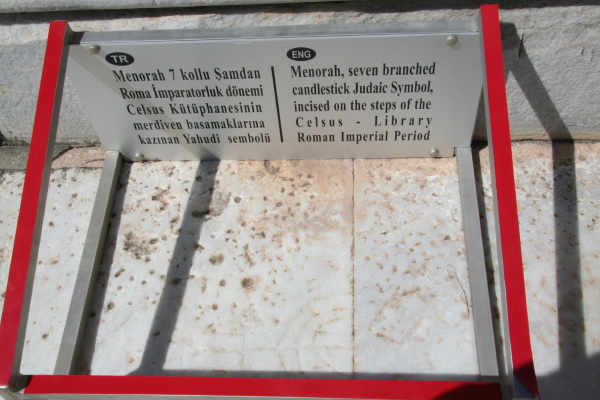 TR
Menorah 7 kollu Şamdan
Roma İmparatorluk dönemi
Celsus Kütüphanesinin
merdiyen basamaklarına
kazınan Yahudi sembolü
ENG
Menorah, seven branched
candlestick Judaic Symbol,
incised on the steps of the
Celsus - Library
Roman Imperial Period